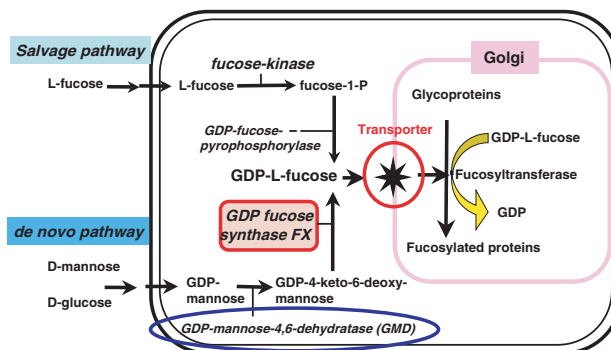 Salvage pathway
L-fucose
L-fucose
fucose-kinase
fucose-1-P
GDP-fucose-
pyrophosphorylase
GDP-L-fucose
Transporter
Golgi
Glycoproteins
GDP-L-fucose
Fucosyltransferase
GDP
Fucosylated proteins
GDP fucose
synthase FX
de novo pathway
D-mannose
D-glucose
GDP-
mannose
GDP-4-keto-6-deoxy-
mannose
GDP-mannose-4,6-dehydratase (GMD)